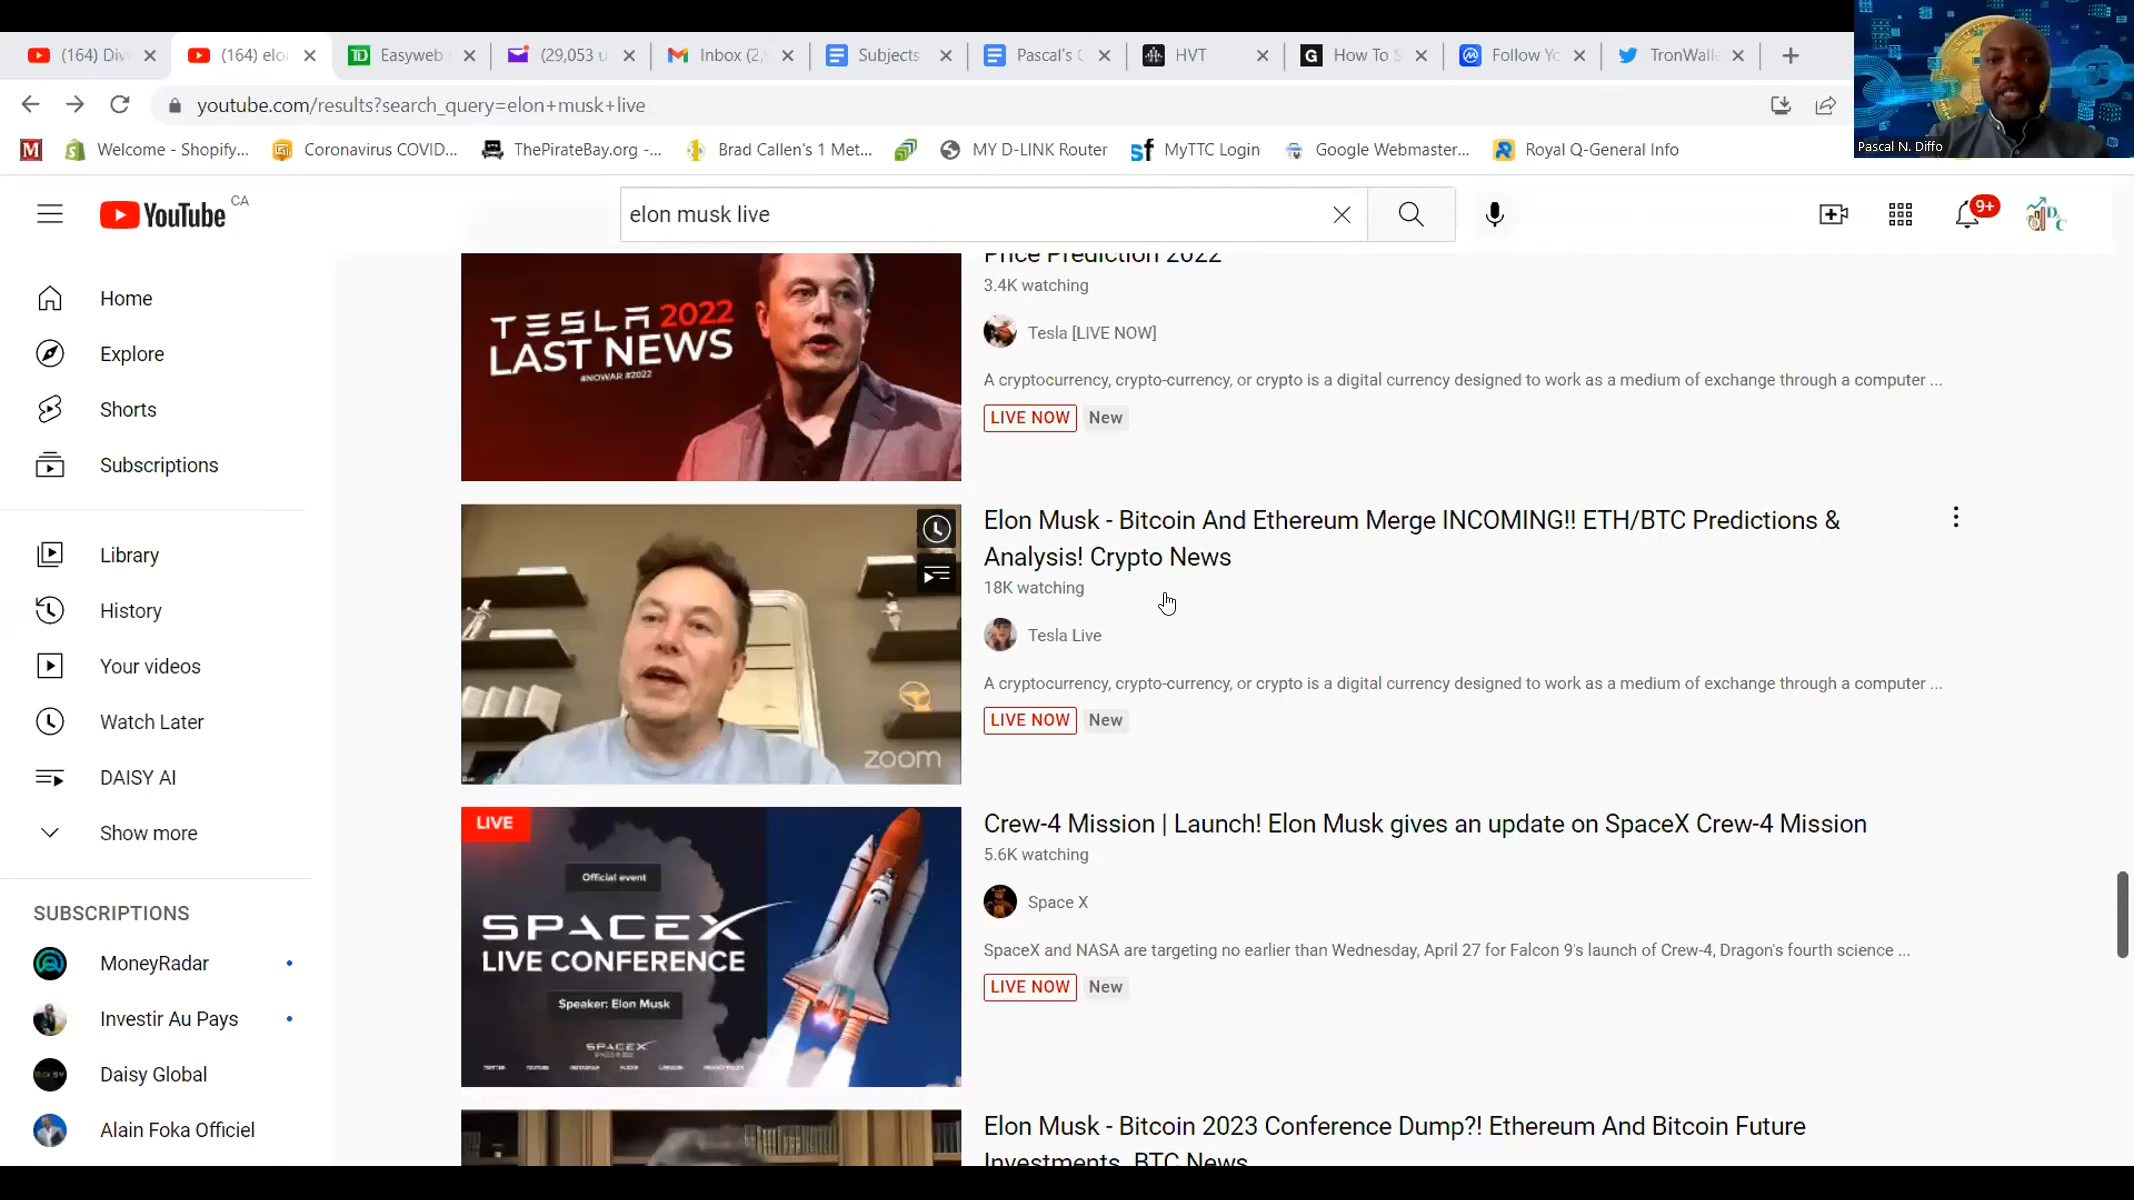 (164) Div
(164) elo
Easyweb
(29,053 u
Inbox (2,
Subjects
Pascal's C
HVT
How To S
Follow Yo
TronWalle
youtube.com/results?search_query=elon+musk+live
Welcome - Shopify...
Coronavirus COVID...
ThePirateBay.org -...
Brad Callen's 1 Met...
MY D-LINK Router
MyTTC Login
Google Webmaster...
Royal Q-General Info
Pascal N. Diffo
YouTube CA
elon musk live
9+
Home
Explore
Shorts
Subscriptions
Library
History
Your videos
Watch Later
DAISY AI
Show more
SUBSCRIPTIONS
MoneyRadar
Investir Au Pays
Daisy Global
Alain Foka Officiel
TESLA 2022
LAST NEWS
#NOWAR #2022
Price Prediction 2022
3.4K watching
Tesla [LIVE NOW]
A cryptocurrency, crypto-currency, or crypto is a digital currency designed to work as a medium of exchange through a computer ...
LIVE NOW New
zoom
Elon Musk - Bitcoin And Ethereum Merge INCOMING!! ETH/BTC Predictions &
Analysis! Crypto News
18K watching
Tesla Live
A cryptocurrency, crypto-currency, or crypto is a digital currency designed to work as a medium of exchange through a computer ...
LIVE NOW New
LIVE
Official event
SPACEX
LIVE CONFERENCE
Speaker: Elon Musk
SPACEX
Crew-4 Mission | Launch! Elon Musk gives an update on SpaceX Crew-4 Mission
5.6K watching
Space X
SpaceX and NASA are targeting no earlier than Wednesday, April 27 for Falcon 9's launch of Crew-4, Dragon's fourth science ...
LIVE NOW New
Elon Musk - Bitcoin 2023 Conference Dump?! Ethereum And Bitcoin Future
Investments. BTC News